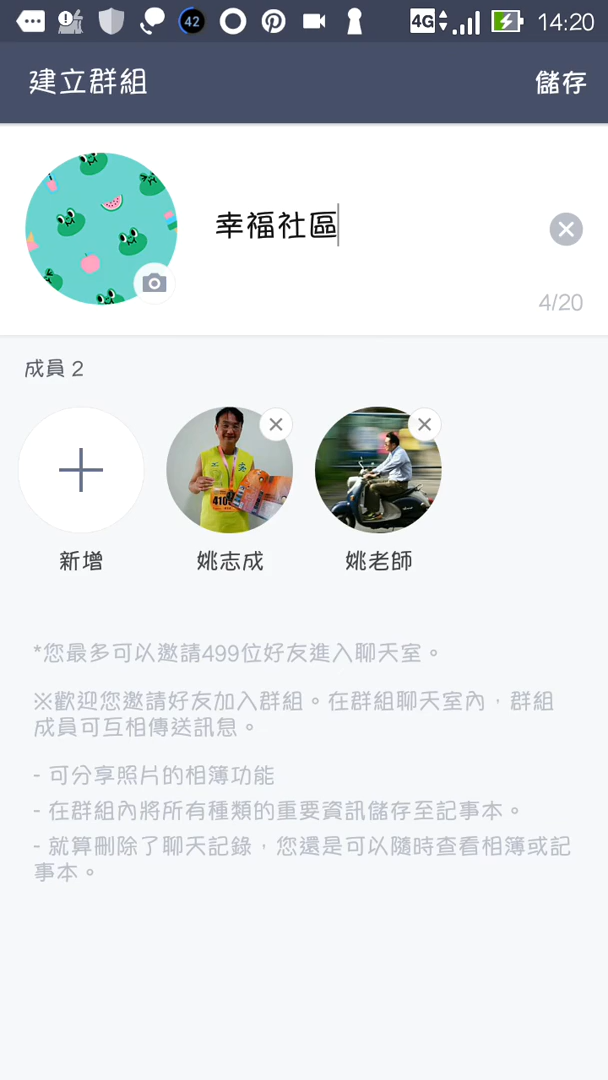 42 4G 14:20
建立群組 儲存
幸福社區
4/20
成員 2
410
新增 姚志成 姚老師
*您最多可以邀請499位好友進入聊天室。
※歡迎您邀請好友加入群組。在群組聊天室內，群組
成員可互相傳送訊息。
- 可分享照片的相簿功能
- 在群組內將所有種類的重要資訊儲存至記事本。
- 就算刪除了聊天記錄，您還是可以隨時查看相簿或記
事本。